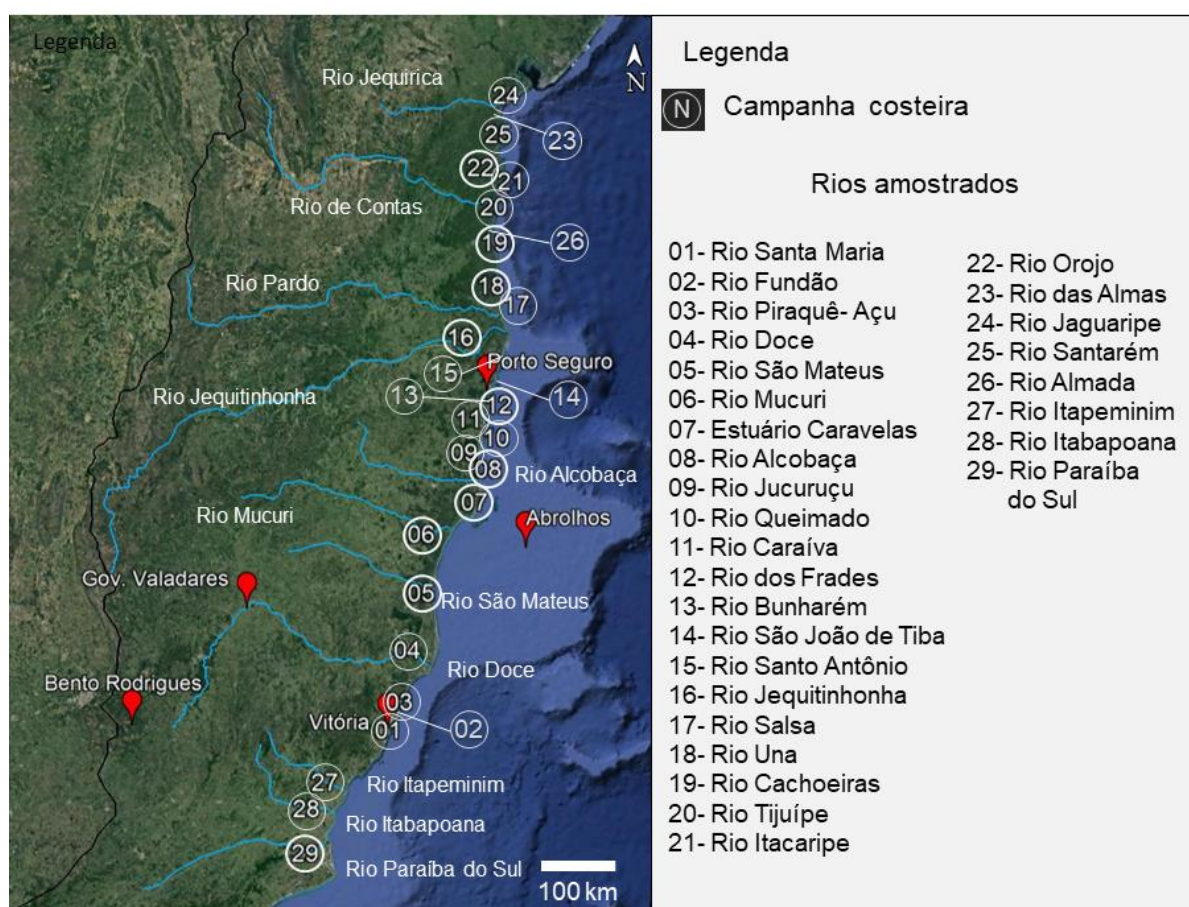 Legenda
N
Rio Jequirica
24
23
25
22
21
Rio de Contas
20
19
26
Rio Pardo
18
17
16
15
Porto Seguro
Rio Jequitinhonha
13
14
12
11
10
09
08
Rio Alcobaça
07
Rio Mucuri
Abrolhos
06
Gov. Valadares
05
Rio São Mateus
04
Rio Doce
Bento Rodrigues
03
Vitória
01
02
27
Rio Itapeminim
28
Rio Itabapoana
29
Rio Paraíba do Sul
100 km
Legenda
N Campanha costeira
Rios amostrados
01- Rio Santa Maria
02- Rio Fundão
03- Rio Piraquê- Açu
04- Rio Doce
05- Rio São Mateus
06- Rio Mucuri
07- Estuário Caravelas
08- Rio Alcobaça
09- Rio Jucuruçu
10- Rio Queimado
11- Rio Caraíva
12- Rio dos Frades
13- Rio Bunharém
14- Rio São João de Tiba
15- Rio Santo Antônio
16- Rio Jequitinhonha
17- Rio Salsa
18- Rio Una
19- Rio Cachoeiras
20- Rio Tijuípe
21- Rio Itacaripe
22- Rio Orojo
23- Rio das Almas
24- Rio Jaguaripe
25- Rio Santarém
26- Rio Almada
27- Rio Itapeminim
28- Rio Itabapoana
29- Rio Paraíba
do Sul